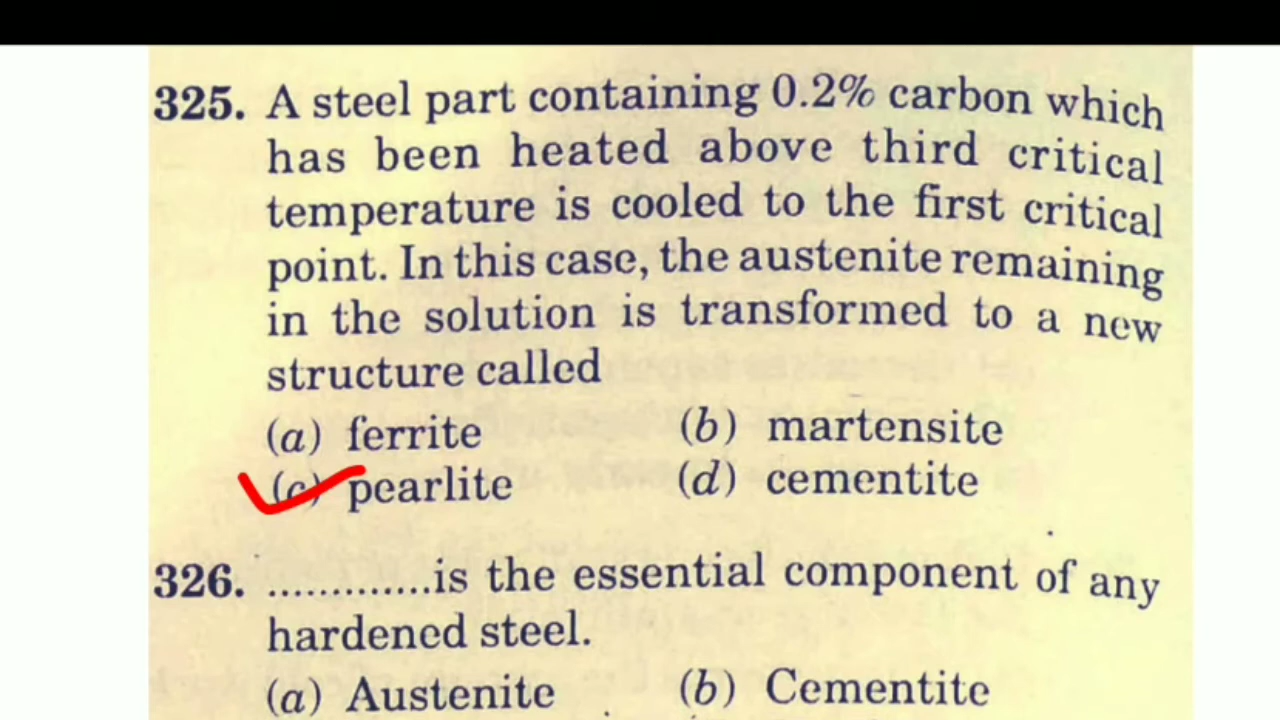 325. A steel part containing 0.2% carbon which
has been heated above third critical
temperature is cooled to the first critical
point. In this case, the austenite remaining
in the solution is transformed to a new
structure called
(a) ferrite (b) martensite
(c) pearlite (d) cementite
326. .............is the essential component of any
hardened steel.
(a) Austenite (b) Cementite